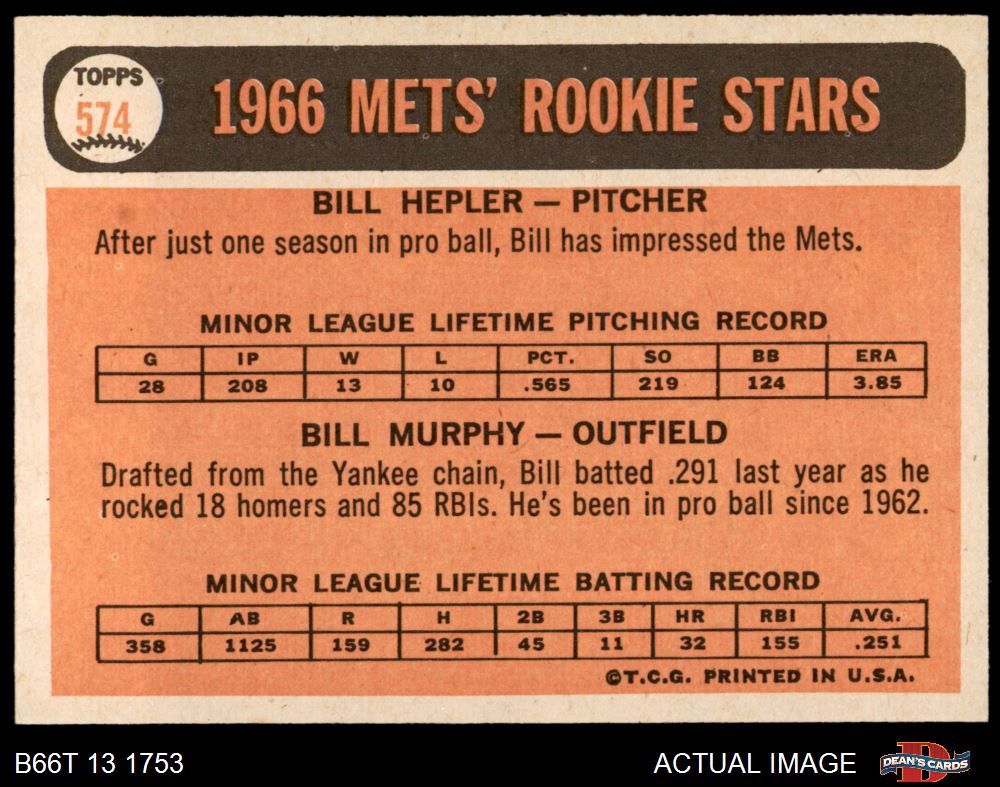 TOPPS
574
1966 METS' ROOKIE STARS
BILL HEPLER — PITCHER
After just one season in pro ball, Bill has impressed the Mets.
MINOR LEAGUE LIFETIME PITCHING RECORD
G IP W L PCT. SO BB ERA
28 208 13 10 .565 219 124 3.85
BILL MURPHY — OUTFIELD
Drafted from the Yankee chain, Bill batted .291 last year as he
rocked 18 homers and 85 RBIs. He's been in pro ball since 1962.
MINOR LEAGUE LIFETIME BATTING RECORD
G AB R H 2B 3B HR RBI AVG.
358 1125 159 282 45 11 32 155 .251
©T.C.G. PRINTED IN U.S.A.
B66T 13 1753 ACTUAL IMAGE DEAN'S CARDS